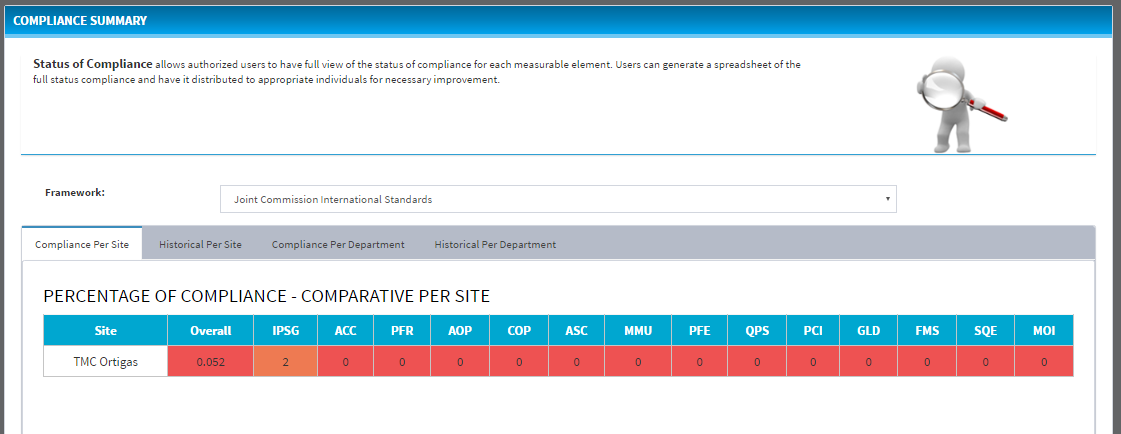 COMPLIANCE SUMMARY
Status of Compliance allows authorized users to have full view of the status of compliance for each measurable element. Users can generate a spreadsheet of the
full status compliance and have it distributed to appropriate individuals for necessary improvement.
Framework: Joint Commission International Standards
Compliance Per Site Historical Per Site Compliance Per Department Historical Per Department
PERCENTAGE OF COMPLIANCE - COMPARATIVE PER SITE
Site Overall IPSG ACC PFR AOP COP ASC MMU PFE QPS PCI GLD FMS SQE MOI
TMC Ortigas 0.052 2 0 0 0 0 0 0 0 0 0 0 0 0 0